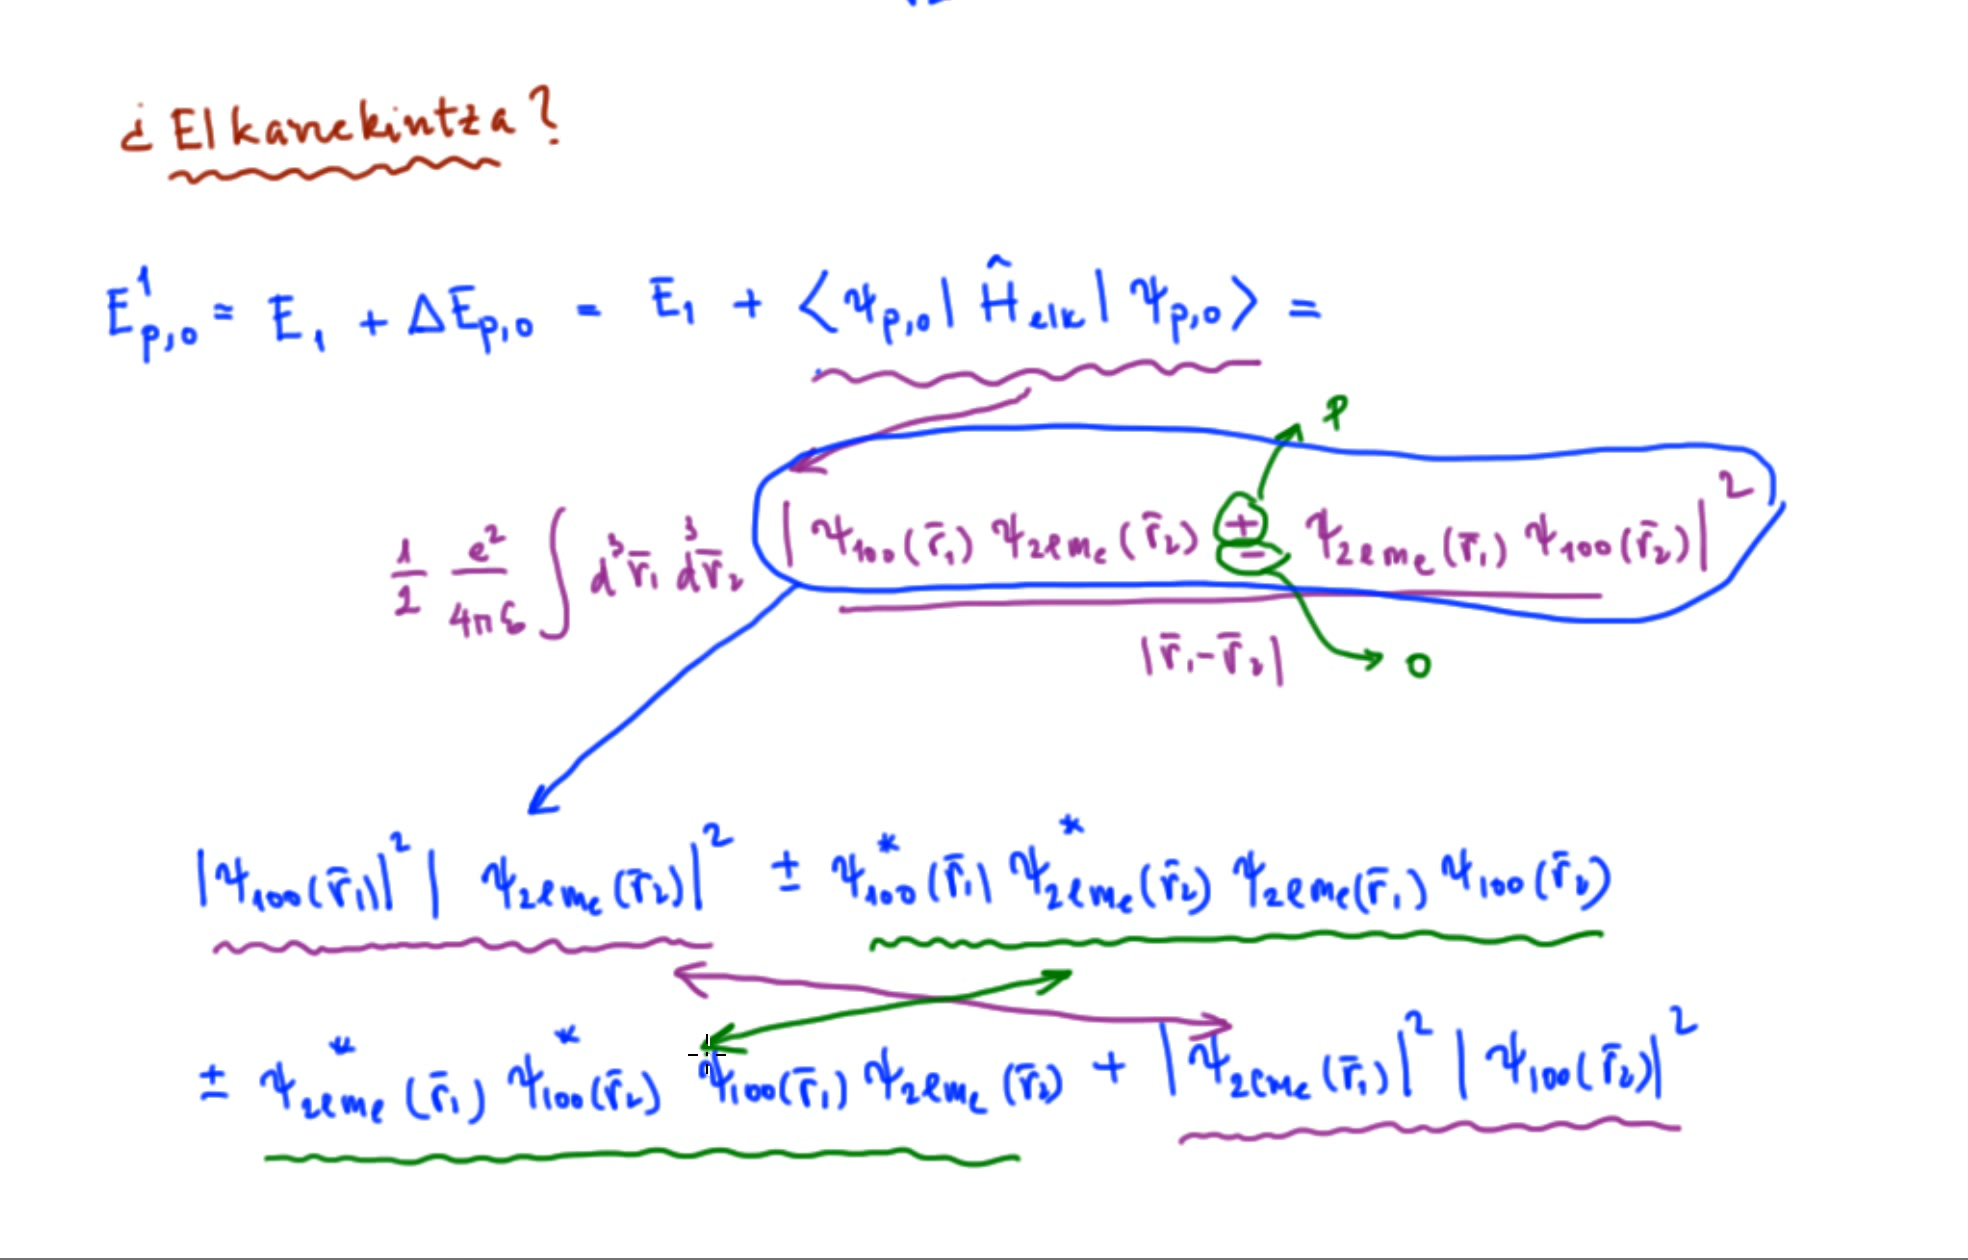 ¿Elkarrekintza?
E¹p,o = E₁ + ΔEp,o = E₁ + ⟨ψp,o| Ĥelk |ψp,o⟩ =
P
1/2 e²/4πε₀ ∫ d³r̄₁ d³r̄₂ |ψ₁₀₀(r̄₁) ψ₂ℓmℓ(r̄₂) ± ψ₂ℓmℓ(r̄₁) ψ₁₀₀(r̄₂)|²
|r̄₁-r̄₂| O
|ψ₁₀₀(r̄₁)|² |ψ₂ℓmℓ(r̄₂)|² ± ψ*₁₀₀(r̄₁) ψ*₂ℓmℓ(r̄₂) ψ₂ℓmℓ(r̄₁) ψ₁₀₀(r̄₂)
± ψ*₂ℓmℓ(r̄₁) ψ*₁₀₀(r̄₂) ψ₁₀₀(r̄₁) ψ₂ℓmℓ(r̄₂) + |ψ₂ℓmℓ(r̄₁)|² |ψ₁₀₀(r̄₂)|²